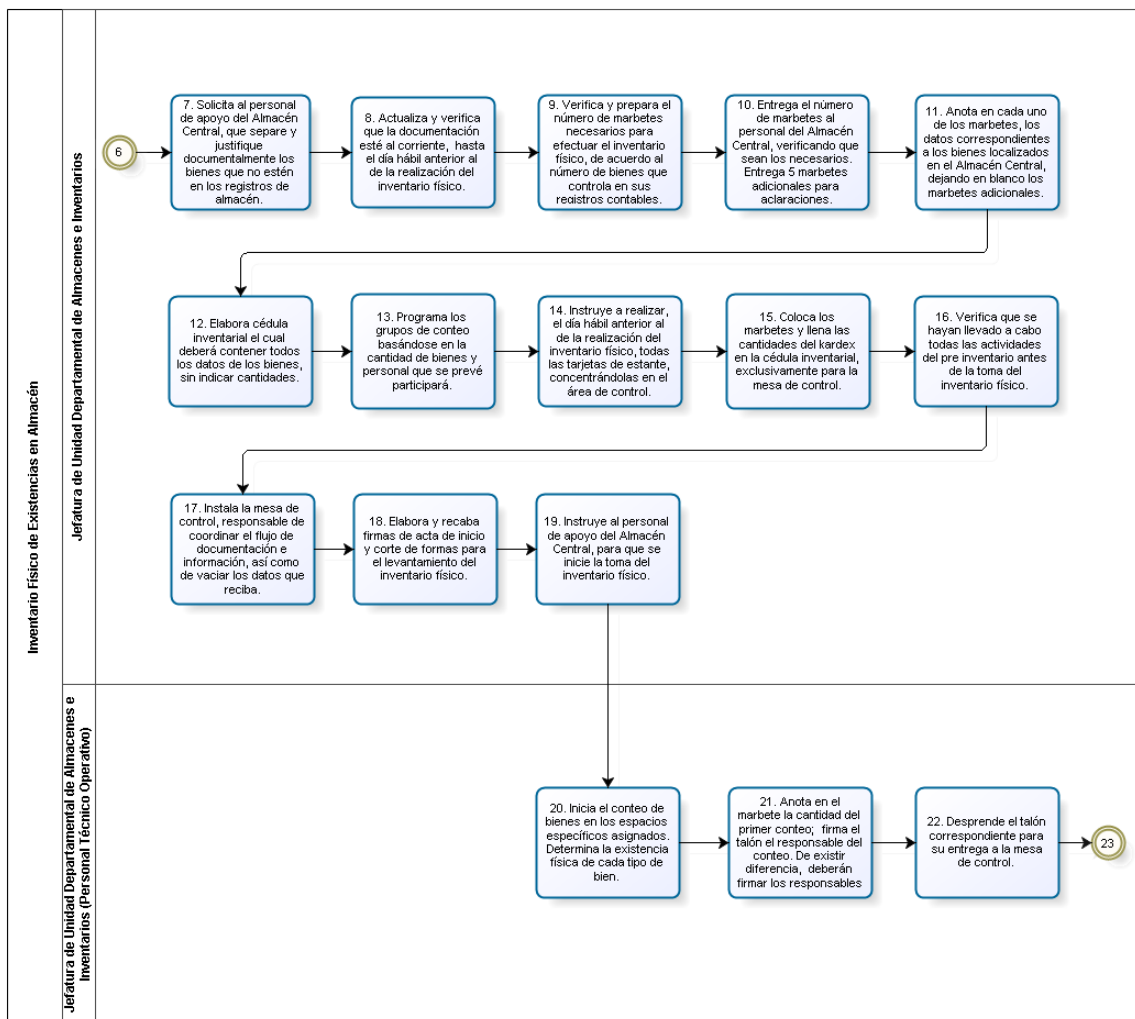 Inventario Físico de Existencias en Almacén
Jefatura de Unidad Departamental de Almacenes e Inventarios
6
7. Solicita al personal
de apoyo del Almacén
Central, que separe y
justifique
documentalmente los
bienes que no estén
en los registros de
almacén.
8. Actualiza y verifica
que la documentación
esté al corriente, hasta
el día hábil anterior al
de la realización del
inventario físico.
9. Verifica y prepara el
número de marbetes
necesarios para
efectuar el inventario
físico, de acuerdo al
número de bienes que
controla en sus
registros contables.
10. Entrega el número
de marbetes al
personal del Almacén
Central, verificando que
sean los necesarios.
Entrega 5 marbetes
adicionales para
aclaraciones.
11. Anota en cada uno
de los marbetes, los
datos correspondientes
a los bienes localizados
en el Almacén Central,
dejando en blanco los
marbetes adicionales.
12. Elabora cédula
inventarial el cual
deberá contener todos
los datos de los bienes,
sin indicar cantidades.
13. Programa los
grupos de conteo
basándose en la
cantidad de bienes y
personal que se prevé
participará.
14. Instruye a realizar,
el día hábil anterior al
de la realización del
inventario físico, todas
las tarjetas de estante,
concentrándolas en el
área de control.
15. Coloca los
marbetes y llena las
cantidades del kardex
en la cédula inventarial,
exclusivamente para la
mesa de control.
16. Verifica que se
hayan llevado a cabo
todas las actividades
del pre inventario antes
de la toma del
inventario físico.
17. Instala la mesa de
control, responsable de
coordinar el flujo de
documentación e
información, así como
de vaciar los datos que
reciba.
18. Elabora y recaba
firmas de acta de inicio
y corte de formas para
el levantamiento del
inventario físico.
19. Instruye al personal
de apoyo del Almacén
Central, para que se
inicie la toma del
inventario físico.
Jefatura de Unidad Departamental de Almacenes e
Inventarios (Personal Técnico Operativo)
20. Inicia el conteo de
bienes en los espacios
específicos asignados.
Determina la existencia
física de cada tipo de
bien.
21. Anota en el
marbete la cantidad del
primer conteo; firma el
talón el responsable del
conteo. De existir
diferencia, deberán
firmar los responsables
22. Desprende el talón
correspondiente para
su entrega a la mesa
de control.
23